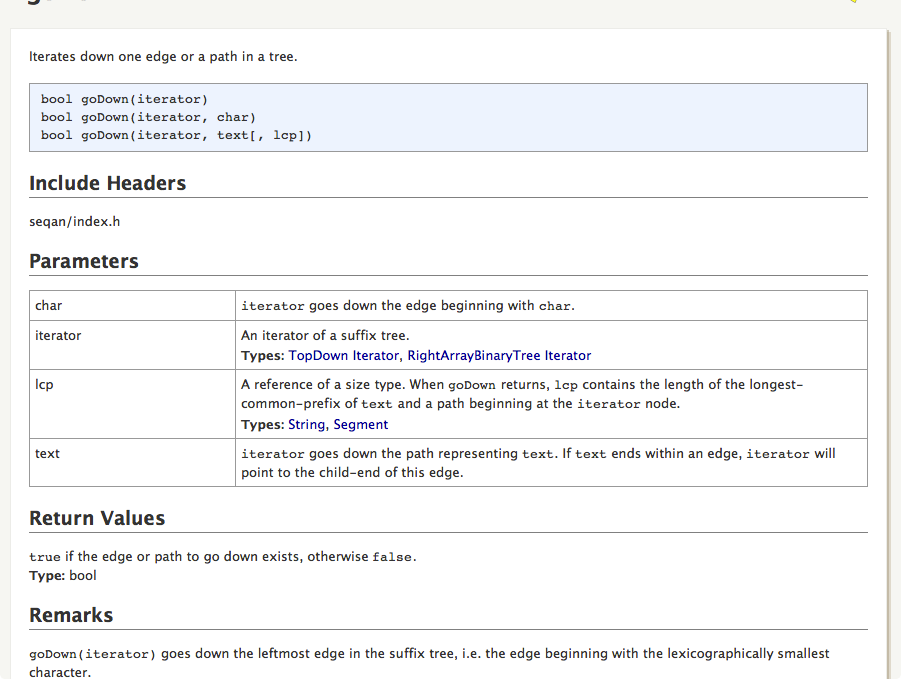 Iterates down one edge or a path in a tree.
bool goDown(iterator)
bool goDown(iterator, char)
bool goDown(iterator, text[, lcp])
Include Headers
seqan/index.h
Parameters
char
iterator goes down the edge beginning with char.
iterator
An iterator of a suffix tree.
Types: TopDown Iterator, RightArrayBinaryTree Iterator
lcp
A reference of a size type. When goDown returns, lcp contains the length of the longest-
common-prefix of text and a path beginning at the iterator node.
Types: String, Segment
text
iterator goes down the path representing text. If text ends within an edge, iterator will
point to the child-end of this edge.
Return Values
true if the edge or path to go down exists, otherwise false.
Type: bool
Remarks
goDown(iterator) goes down the leftmost edge in the suffix tree, i.e. the edge beginning with the lexicographically smallest
character.